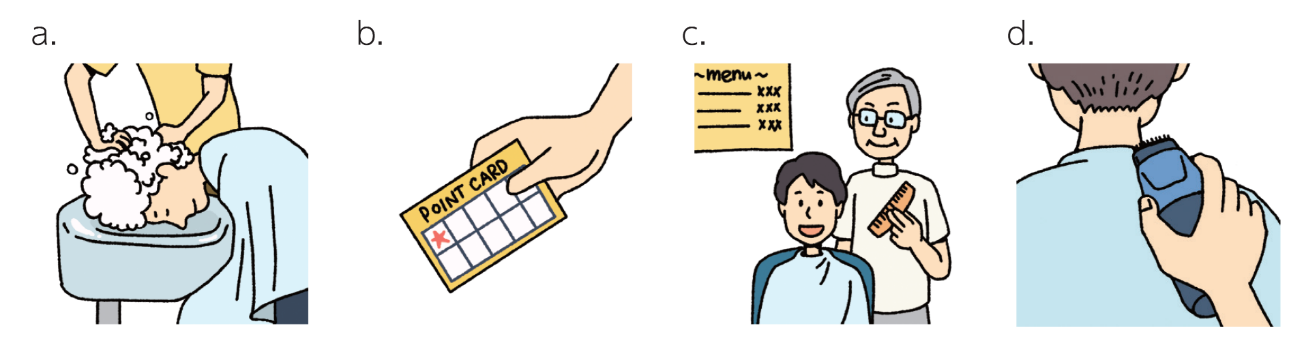 a.
b.
c.
d.
POINT CARD
~menu~
xxx
xxx
xxx